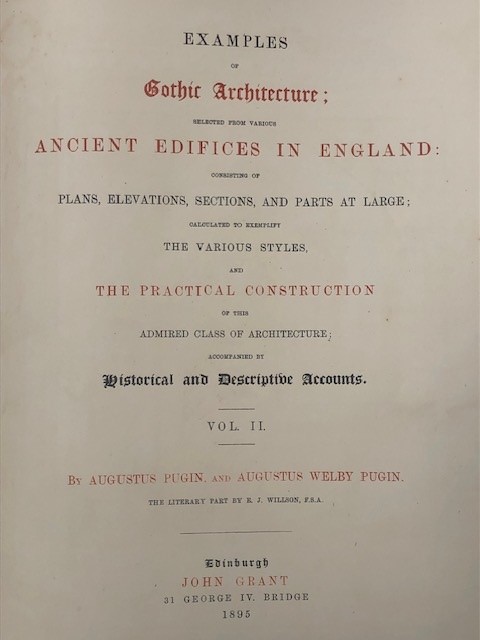 EXAMPLES
OF
Gothic Architecture;
SELECTED FROM VARIOUS
ANCIENT EDIFICES IN ENGLAND:
CONSISTING OF
PLANS, ELEVATIONS, SECTIONS, AND PARTS AT LARGE;
CALCULATED TO EXEMPLIFY
THE VARIOUS STYLES,
AND
THE PRACTICAL CONSTRUCTION
OF THIS
ADMIRED CLASS OF ARCHITECTURE;
ACCOMPANIED BY
Historical and Descriptive Accounts.
VOL. II.
BY AUGUSTUS PUGIN, AND AUGUSTUS WELBY PUGIN.
THE LITERARY PART BY E. J. WILLSON, F.S.A.
Edinburgh
JOHN GRANT
31 GEORGE IV. BRIDGE
1895